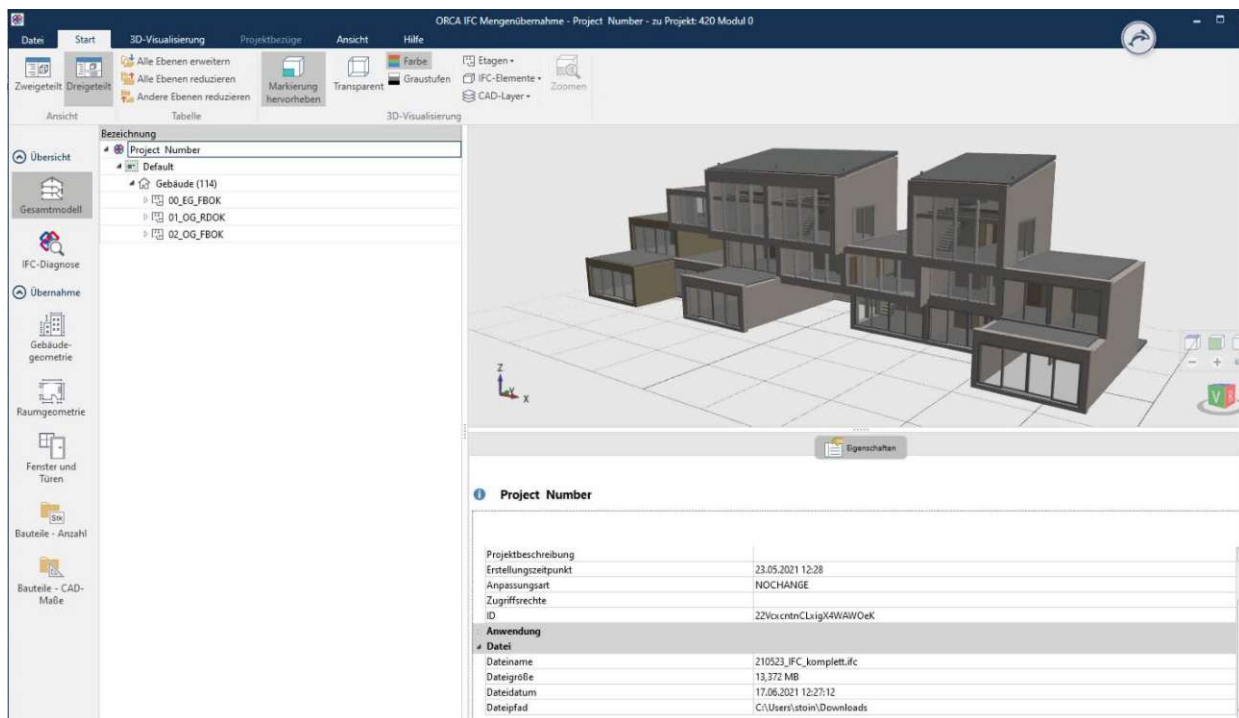 ORCA IFC Mengenübernahme - Project Number - zu Projekt: 420 Modul 0
Datei Start 3D-Visualisierung Projektbezüge Ansicht Hilfe
Zweigeteilt Dreigeteilt
Ansicht
Alle Ebenen erweitern
Alle Ebenen reduzieren
Andere Ebenen reduzieren
Tabelle
Markierung
hervorheben
Transparent
Farbe
Graustufen
Etagen
IFC-Elemente
CAD-Layer
Zoomen
3D-Visualisierung
Übersicht
Gesamtmodell
IFC-Diagnose
Übernahme
Gebäude-
geometrie
Raumgeometrie
Fenster und
Türen
Stk
Bauteile - Anzahl
Bauteile - CAD-
Maße
Bezeichnung
Project Number
Default
Gebäude (114)
00_EG_FBOK
01_OG_RDOK
02_OG_FBOK
Z
Y
X
V R
Eigenschaften
Project Number
Projektbeschreibung
Erstellungszeitpunkt 23.05.2021 12:28
Anpassungsart NOCHANGE
Zugriffsrechte
ID 22VcxcntnCLxigX4WAWOeK
Anwendung
Datei
Dateiname 210523_IFC_komplett.ifc
Dateigröße 13,372 MB
Dateidatum 17.06.2021 12:27:12
Dateipfad C:\Users\stoin\Downloads